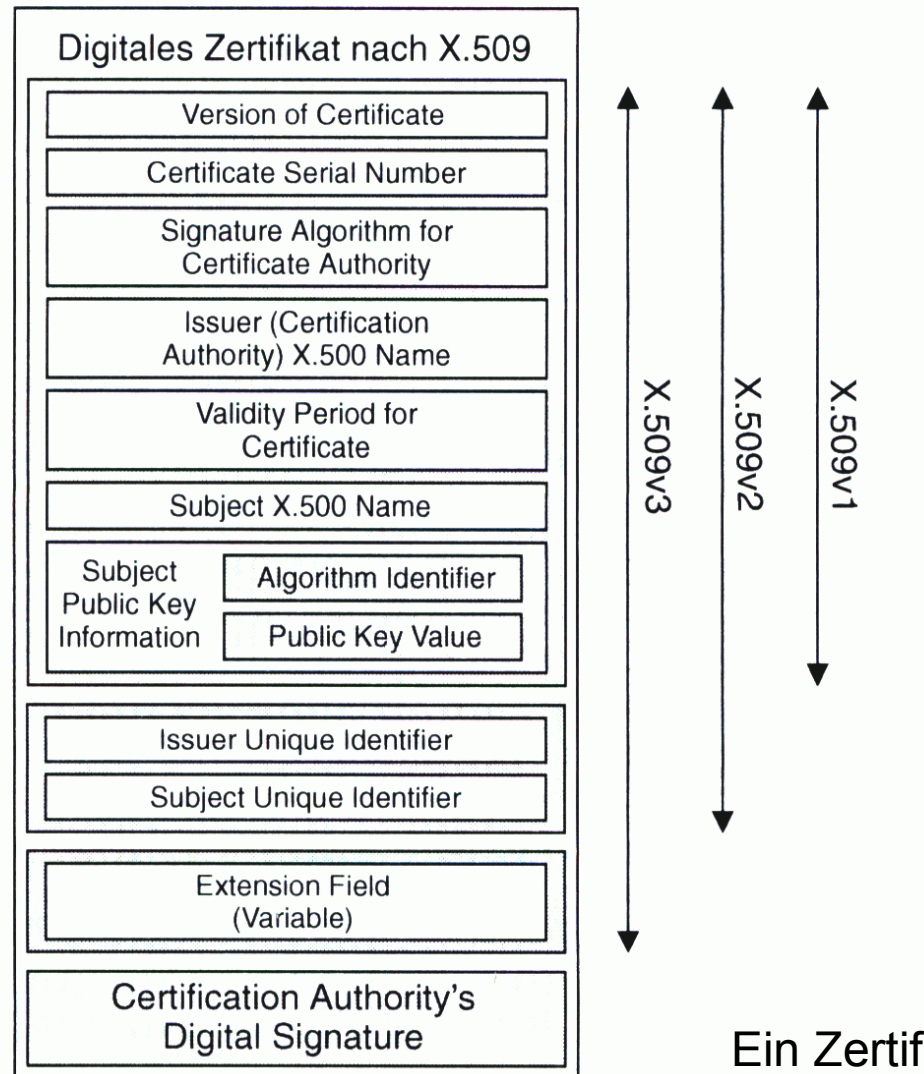 Digitales Zertifikat nach X.509
Version of Certificate
Certificate Serial Number
Signature Algorithm for
Certificate Authority
Issuer (Certification
Authority) X.500 Name
Validity Period for
Certificate
Subject X.500 Name
Subject
Public Key
Information
Algorithm Identifier
Public Key Value
Issuer Unique Identifier
Subject Unique Identifier
Extension Field
(Variable)
Certification Authority's
Digital Signature
X.509v3
X.509v2
X.509v1
Ein Zertif